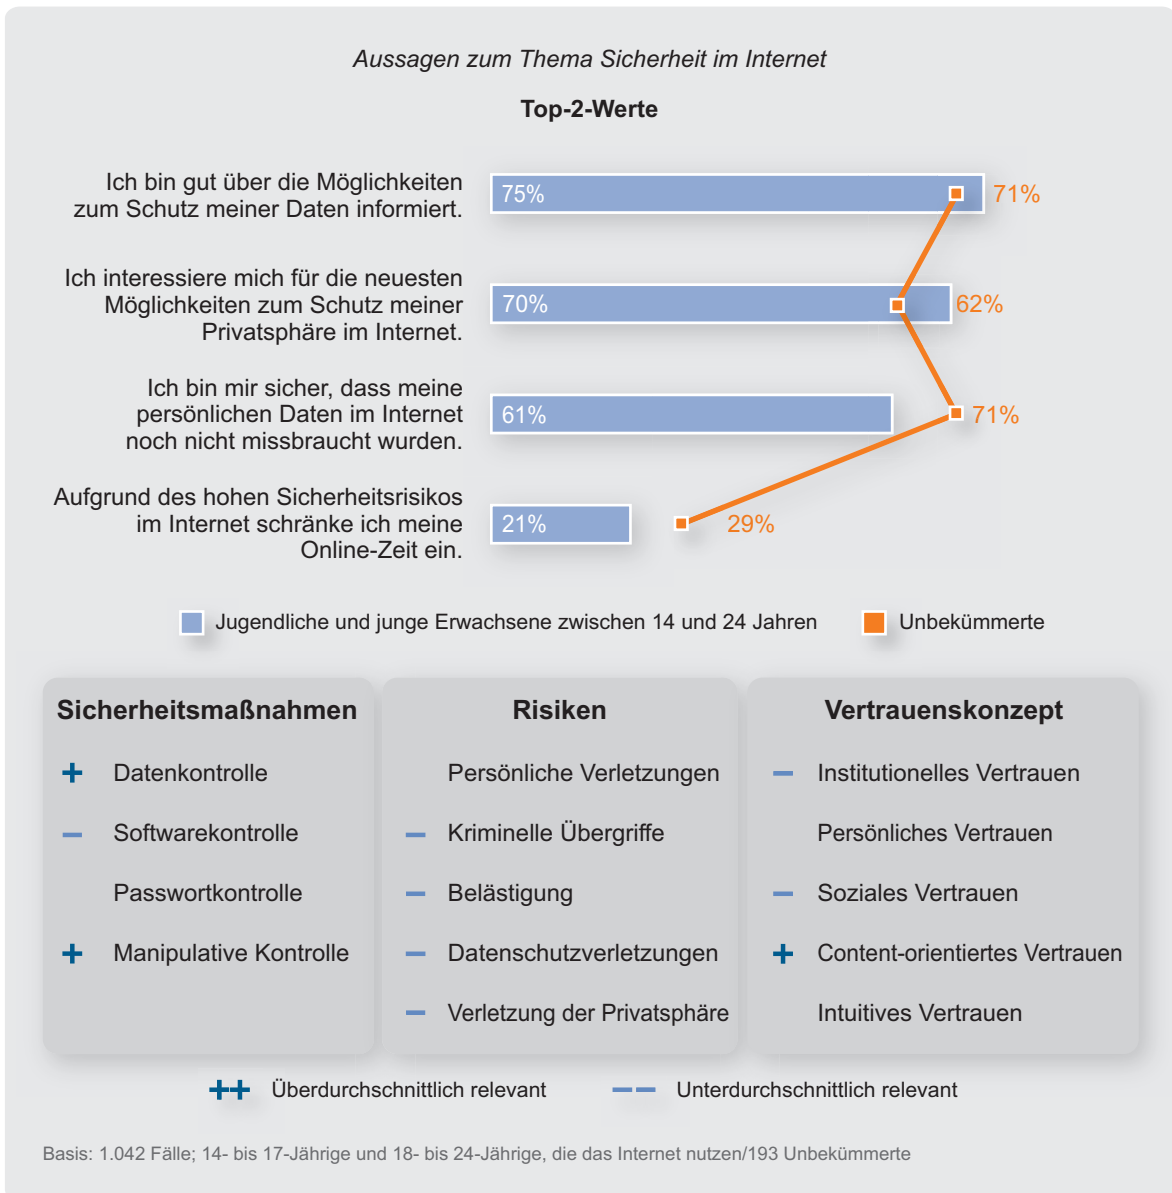 Aussagen zum Thema Sicherheit im Internet
Top-2-Werte
Ich bin gut über die Möglichkeiten
zum Schutz meiner Daten informiert.
75%
71%
Ich interessiere mich für die neuesten
Möglichkeiten zum Schutz meiner
Privatsphäre im Internet.
70%
62%
Ich bin mir sicher, dass meine
persönlichen Daten im Internet
noch nicht missbraucht wurden.
61%
71%
Aufgrund des hohen Sicherheitsrisikos
im Internet schränke ich meine
Online-Zeit ein.
21%
29%
Jugendliche und junge Erwachsene zwischen 14 und 24 Jahren
Unbekümmerte
Sicherheitsmaßnahmen
+ Datenkontrolle
– Softwarekontrolle
Passwortkontrolle
+ Manipulative Kontrolle
Risiken
Persönliche Verletzungen
– Kriminelle Übergriffe
– Belästigung
– Datenschutzverletzungen
– Verletzung der Privatsphäre
Vertrauenskonzept
– Institutionelles Vertrauen
Persönliches Vertrauen
– Soziales Vertrauen
+ Content-orientiertes Vertrauen
Intuitives Vertrauen
++ Überdurchschnittlich relevant
–– Unterdurchschnittlich relevant
Basis: 1.042 Fälle; 14- bis 17-Jährige und 18- bis 24-Jährige, die das Internet nutzen/193 Unbekümmerte